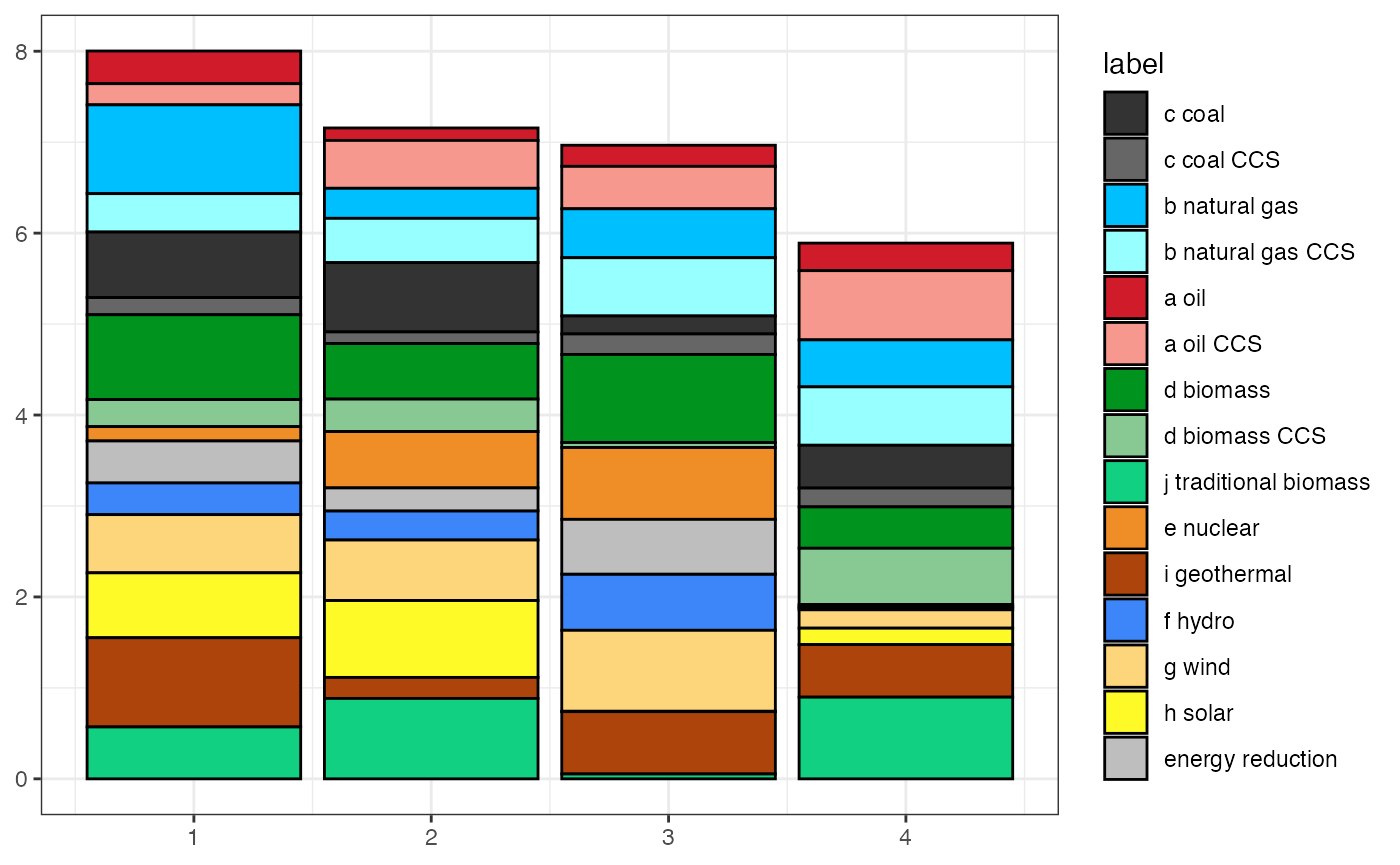 8
6
4
2
0
1
2
3
4
label
c coal
c coal CCS
b natural gas
b natural gas CCS
a oil
a oil CCS
d biomass
d biomass CCS
j traditional biomass
e nuclear
i geothermal
f hydro
g wind
h solar
energy reduction